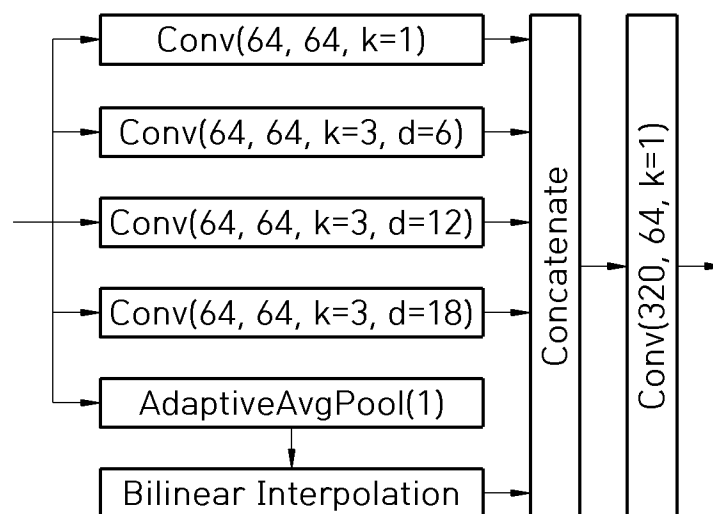 Conv(64, 64, k=1)
Conv(64, 64, k=3, d=6)
Conv(64, 64, k=3, d=12)
Conv(64, 64, k=3, d=18)
AdaptiveAvgPool(1)
Bilinear Interpolation
Concatenate
Conv(320, 64, k=1)